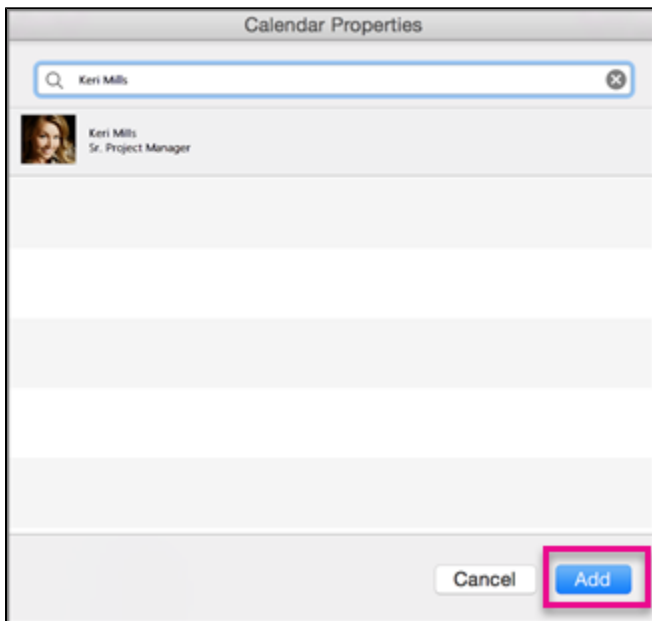 Calendar Properties
Keri Mills
Keri Mills
Sr. Project Manager
Cancel Add